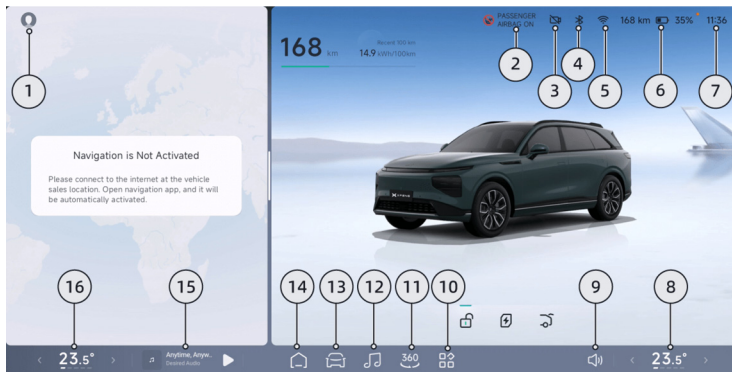 PASSENGER
AIRBAG ON
168 km 35% 11:36
168 km
Record 100 km
14.9 kWh/100km
1
2
3
4
5
6
7
Navigation is Not Activated
Please connect to the internet at the vehicle
sales location. Open navigation app, and it will
be automatically activated.
XPENG
16
15
14
13
12
11
10
9
8
23.5°
Anytime, Anyw..
Desired Audio
360
23.5°